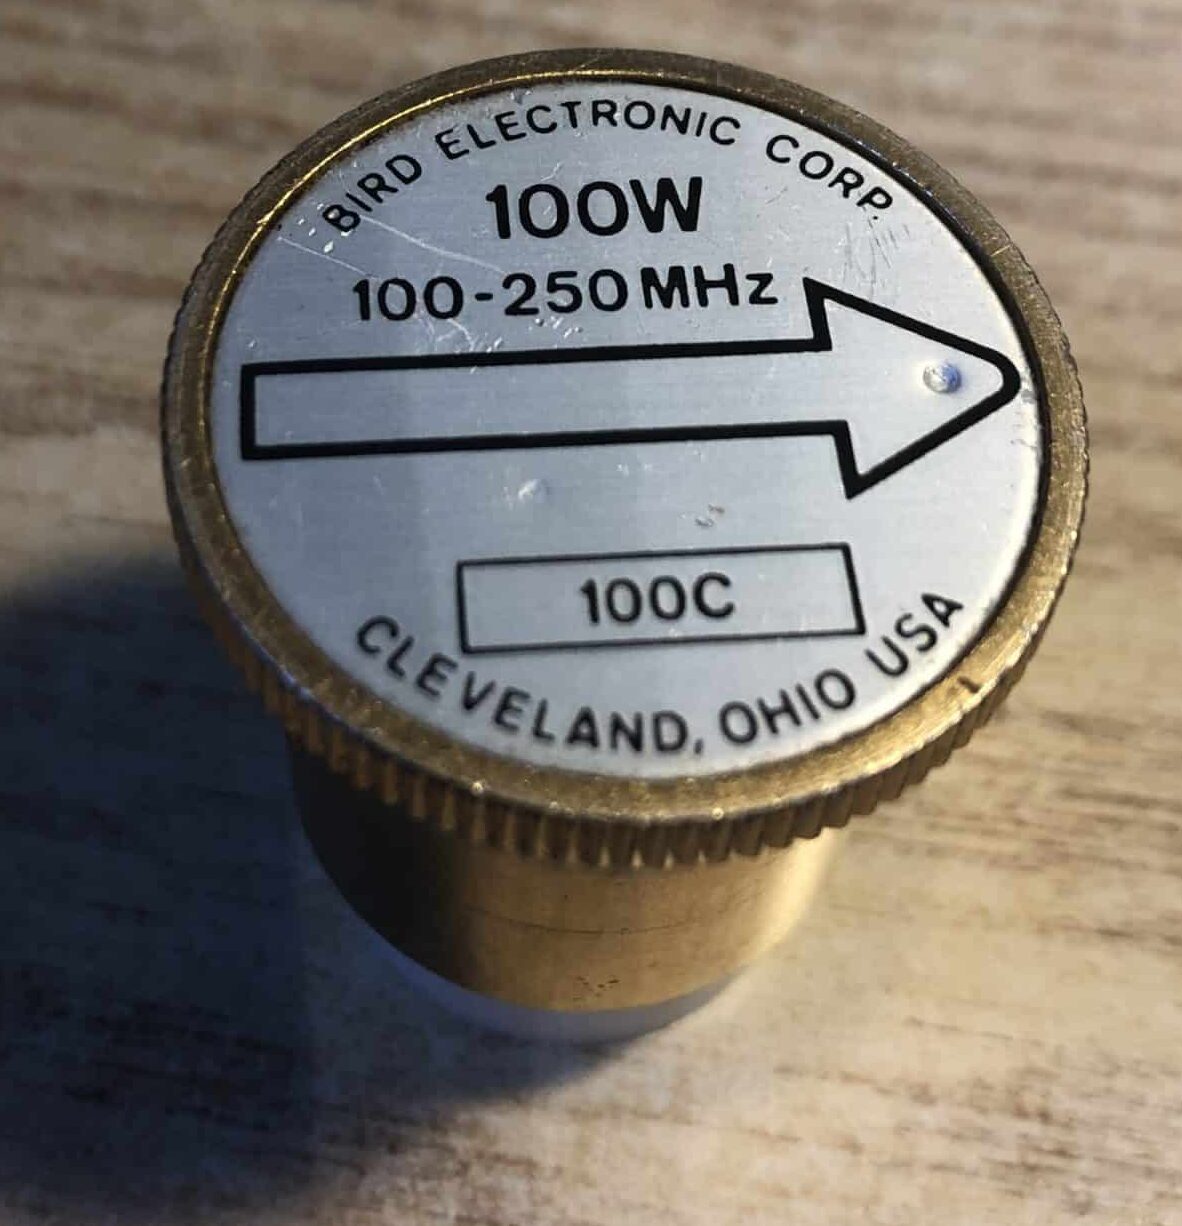 BIRD ELECTRONIC CORP.
100W
100-250MHz
100C
CLEVELAND, OHIO USA